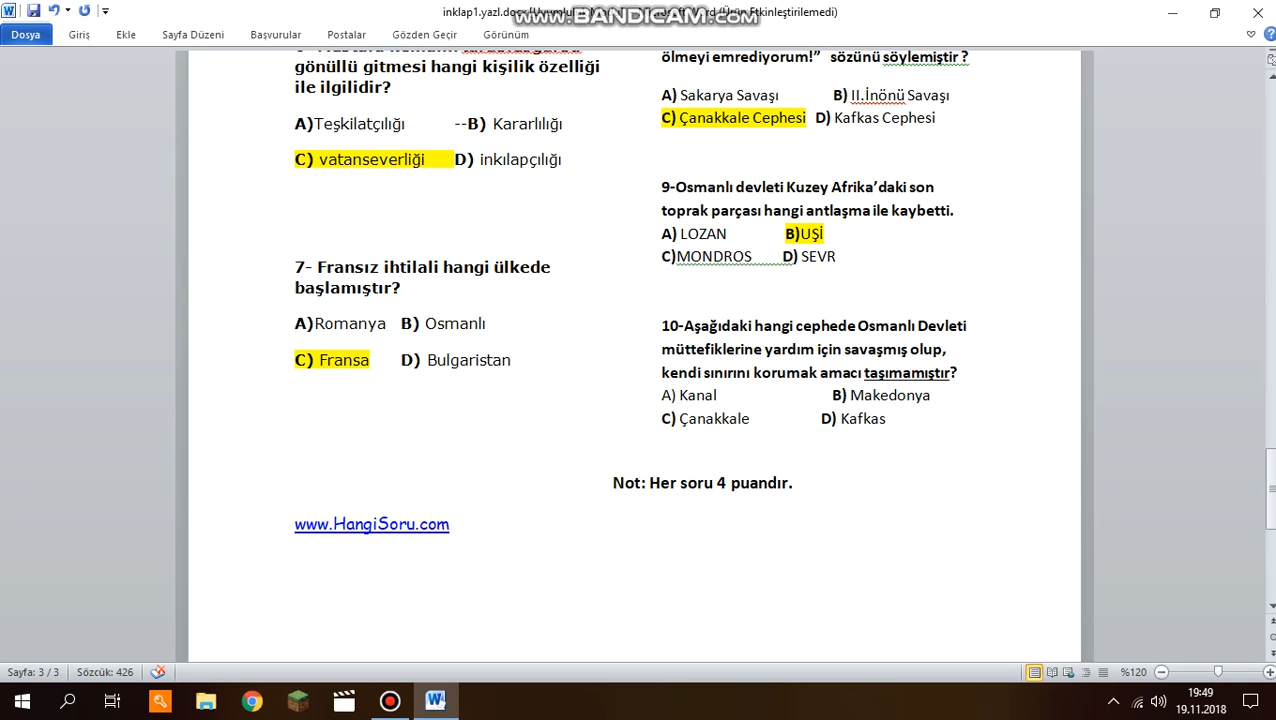 inklap1.yazl.docx
www.BANDICAM.com
Etkinleştirilemedi)
Dosya Giriş Ekle Sayfa Düzeni Başvurular Postalar Gözden Geçir Görünüm
gönüllü gitmesi hangi kişilik özelliği
ile ilgilidir?
A)Teşkilatçılığı --B) Kararlılığı
C) vatanseverliği D) inkılapçılığı
7- Fransız ihtilali hangi ülkede
başlamıştır?
A)Romanya B) Osmanlı
C) Fransa D) Bulgaristan
www.HangiSoru.com
ölmeyi emrediyorum!” sözünü söylemiştir ?
A) Sakarya Savaşı B) II.İnönü Savaşı
C) Çanakkale Cephesi D) Kafkas Cephesi
9-Osmanlı devleti Kuzey Afrika’daki son
toprak parçası hangi antlaşma ile kaybetti.
A) LOZAN B)UŞİ
C)MONDROS D) SEVR
10-Aşağıdaki hangi cephede Osmanlı Devleti
müttefiklerine yardım için savaşmış olup,
kendi sınırını korumak amacı taşımamıştır?
A) Kanal B) Makedonya
C) Çanakkale D) Kafkas
Not: Her soru 4 puandır.
Sayfa: 3 / 3 Sözcük: 426 %120
19:49
19.11.2018